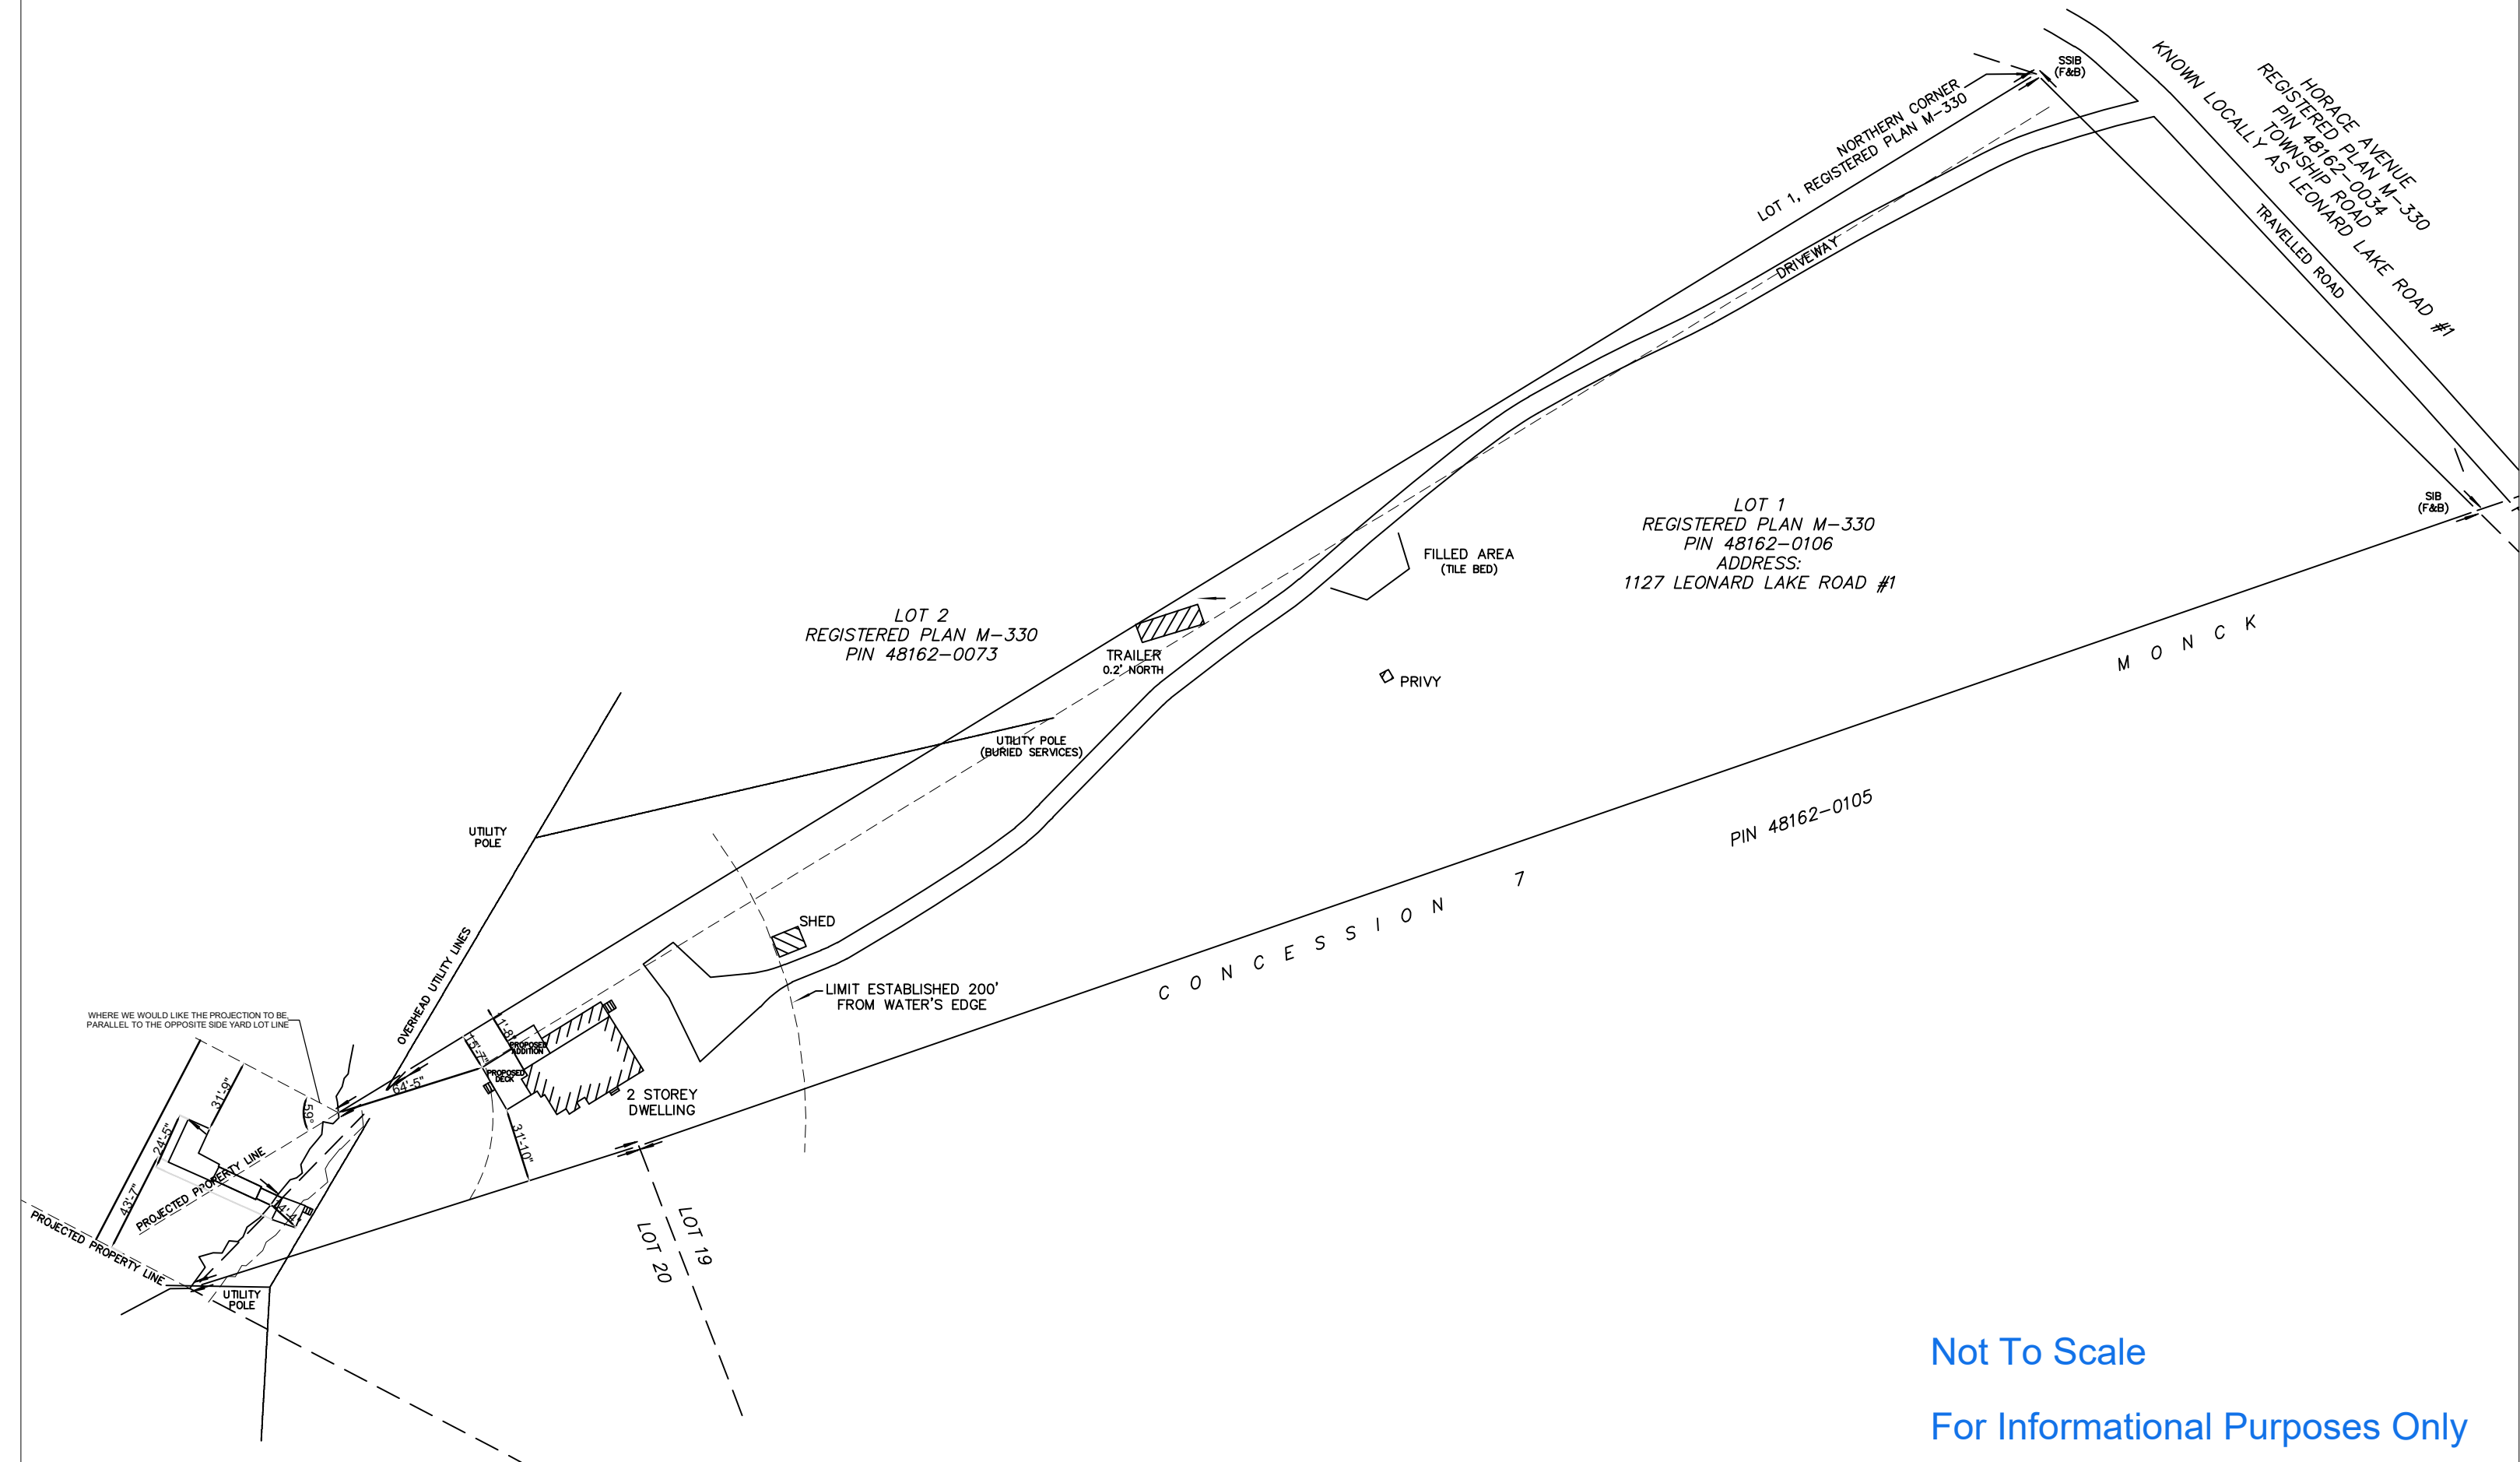 SSIB
(F&B)
NORTHERN CORNER
LOT 1, REGISTERED PLAN M-330
HORACE AVENUE
REGISTERED PLAN M-330
PIN 48162-0034
TOWNSHIP ROAD
KNOWN LOCALLY AS LEONARD LAKE ROAD #1
TRAVELLED ROAD
DRIVEWAY
SIB
(F&B)
LOT 1
REGISTERED PLAN M-330
PIN 48162-0106
ADDRESS:
1127 LEONARD LAKE ROAD #1
FILLED AREA
(TILE BED)
LOT 2
REGISTERED PLAN M-330
PIN 48162-0073
TRAILER
0.2' NORTH
PRIVY
MONCK
UTILITY POLE
(BURIED SERVICES)
UTILITY
POLE
PIN 48162-0105
CONCESSION 7
SHED
LIMIT ESTABLISHED 200'
FROM WATER'S EDGE
OVERHEAD UTILITY LINES
WHERE WE WOULD LIKE THE PROJECTION TO BE,
PARALLEL TO THE OPPOSITE SIDE YARD LOT LINE
1'-8"
15'-7"
PROPOSED
ADDITION
PROPOSED
DECK
64'-5"
2 STOREY
DWELLING
31'-10"
31'-9"
59°
24'-5"
43'-7"
PROJECTED PROPERTY LINE
PROJECTED PROPERTY LINE
UTILITY
POLE
LOT 19
LOT 20
Not To Scale
For Informational Purposes Only